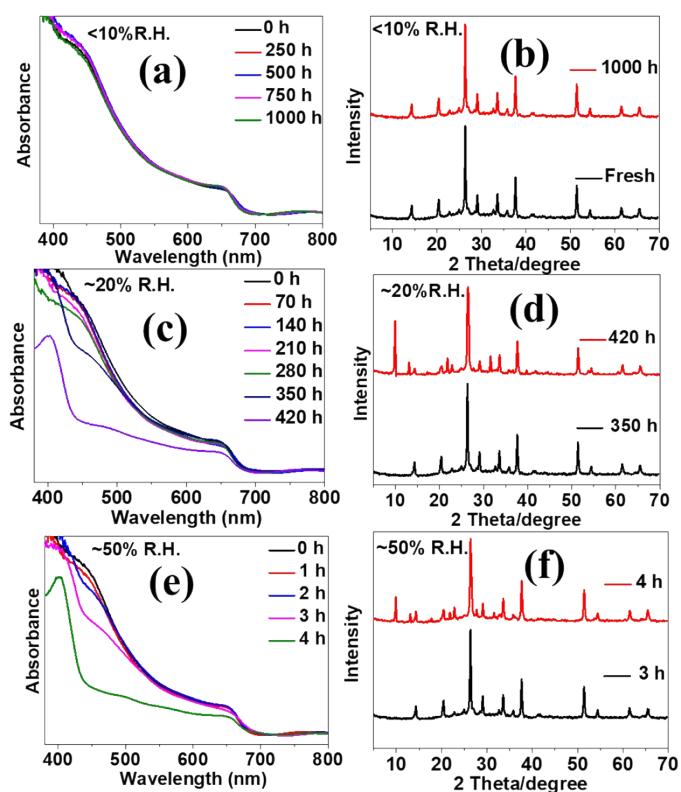 <10%R.H.
(a)
0 h
250 h
500 h
750 h
1000 h
Absorbance
400 500 600 700 800
Wavelength (nm)
<10%R.H.
(b)
1000 h
Fresh
Intensity
10 20 30 40 50 60 70
2 Theta/degree
~20% R.H.
(c)
0 h
70 h
140 h
210 h
280 h
350 h
420 h
Absorbance
400 500 600 700 800
Wavelength (nm)
~20%R.H.
(d)
420 h
350 h
Intensity
10 20 30 40 50 60 70
2 Theta/degree
~50% R.H.
(e)
0 h
1 h
2 h
3 h
4 h
Absorbance
400 500 600 700 800
Wavelength (nm)
~50% R.H.
(f)
4 h
3 h
Intensity
10 20 30 40 50 60 70
2 Theta/degree